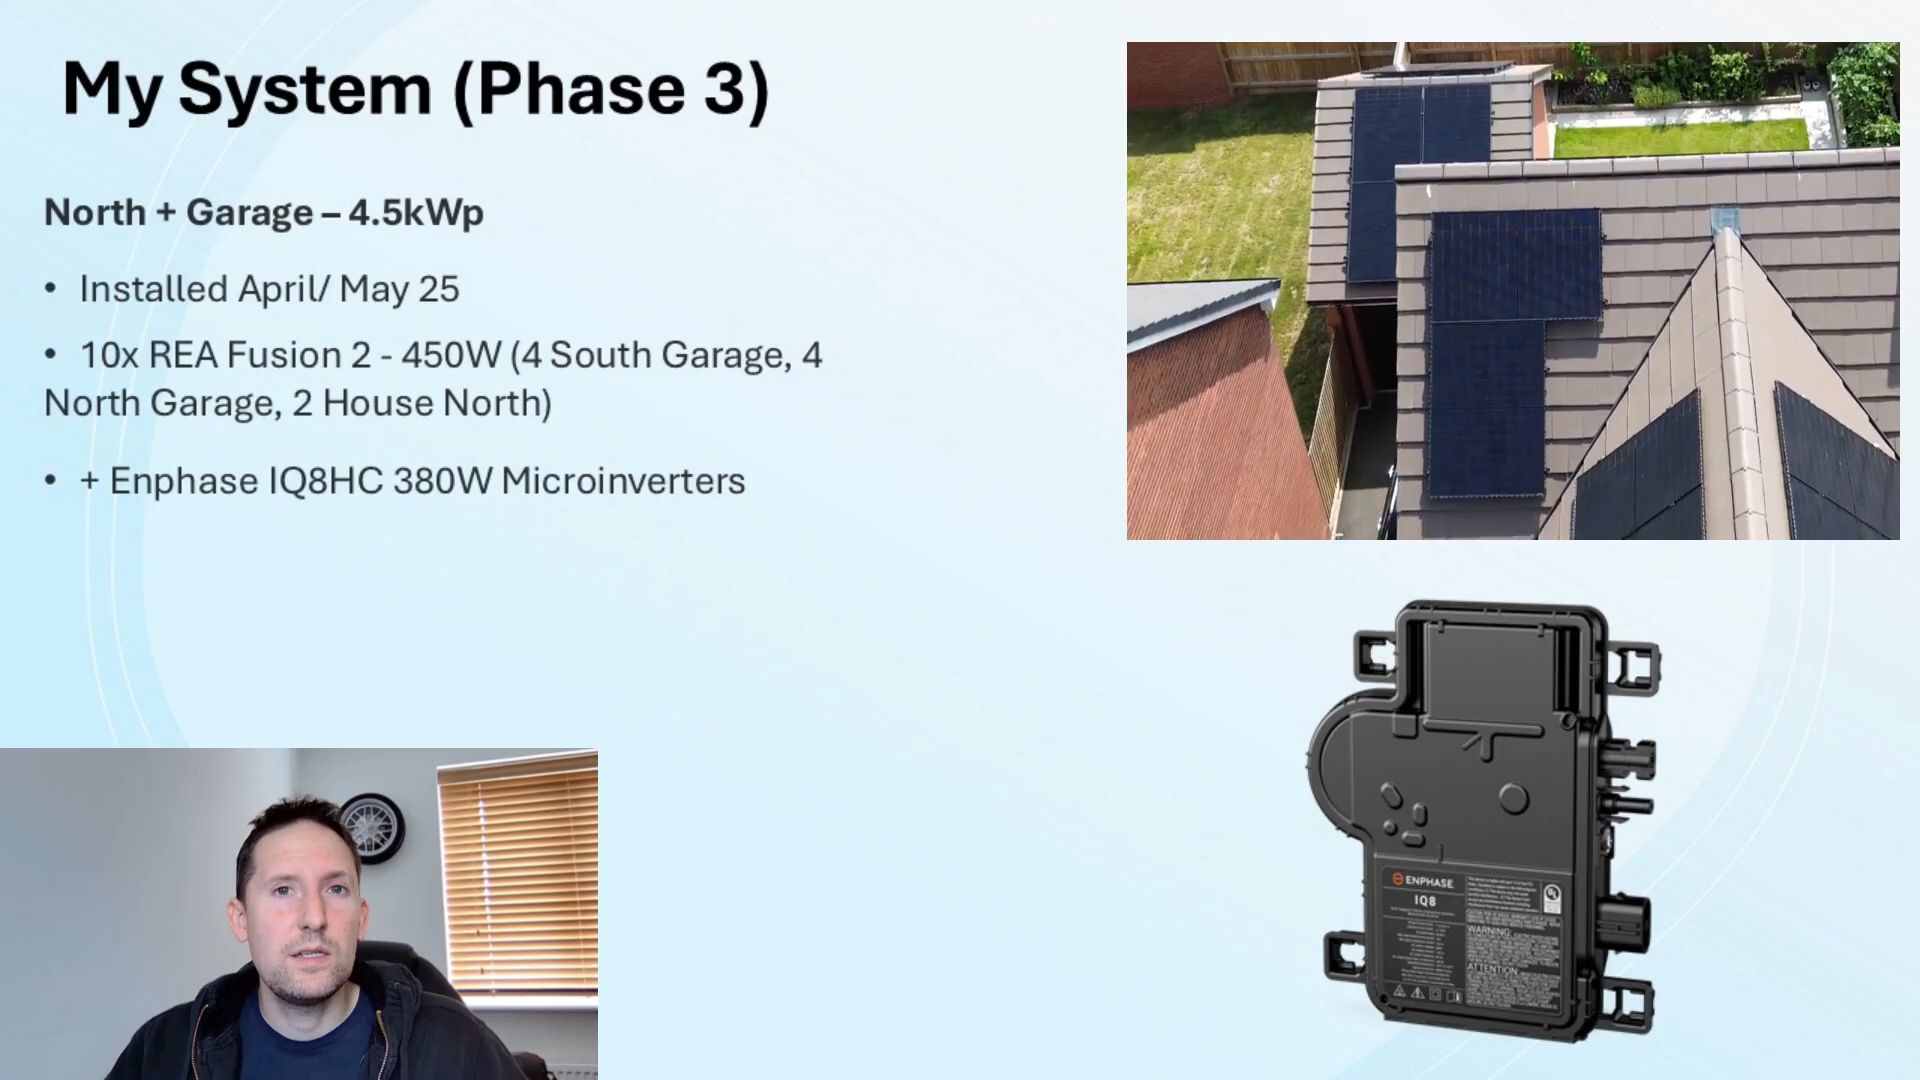 My System (Phase 3)
North + Garage – 4.5kWp
• Installed April/ May 25
• 10x REA Fusion 2 - 450W (4 South Garage, 4
North Garage, 2 House North)
• + Enphase IQ8HC 380W Microinverters
ENPHASE
IQ8
WARNING:
ATTENTION